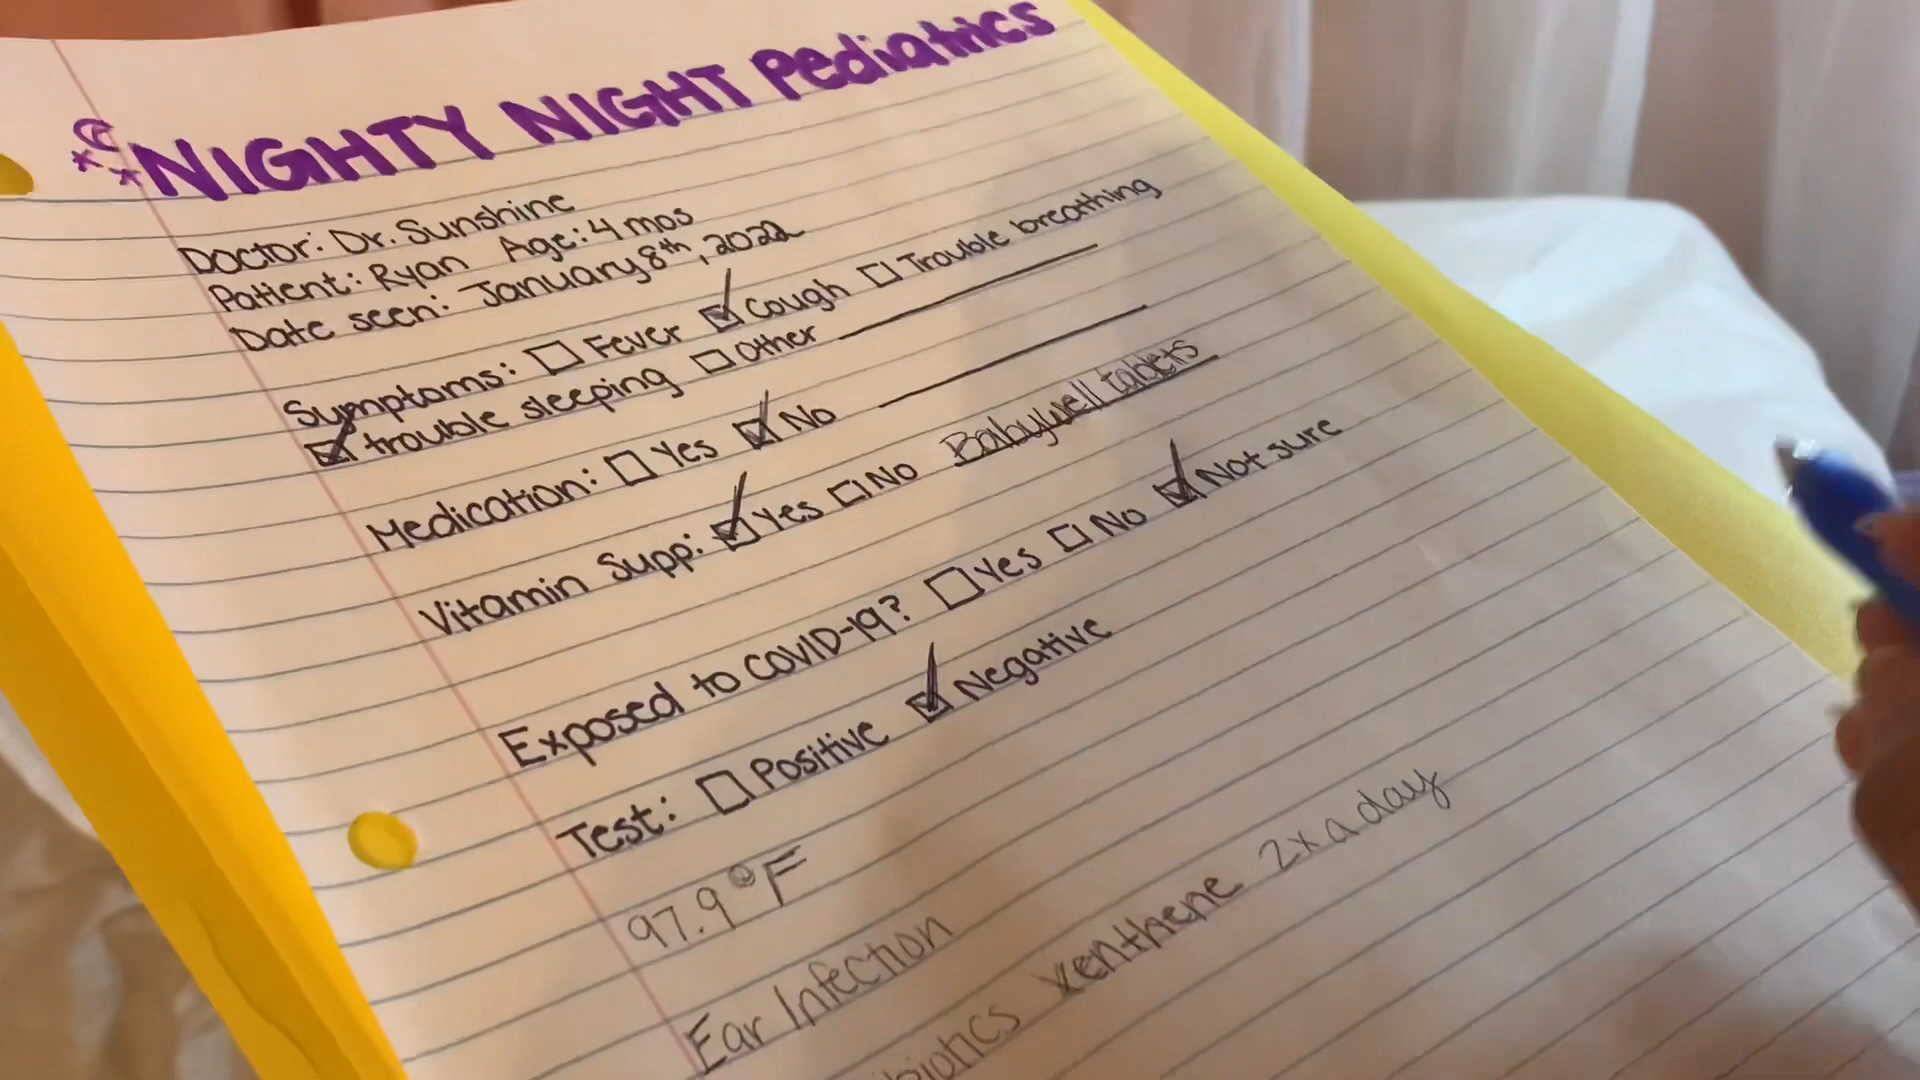 NIGHTY NIGHT Pediatrics
Doctor: Dr. Sunshine
Patient: Ryan Age: 4 mos
Date seen: January 8th, 2022
Symptoms: ☐ Fever ☑ Cough ☐ Trouble breathing
☑ trouble sleeping ☐ Other
Medication: ☐ Yes ☑ No
Vitamin Supp: ☑ Yes ☐ No Babywell tablets
Exposed to COVID-19? ☐ Yes ☐ No ☑ Not sure
Test: ☐ Positive ☑ Negative
97.9°F
Ear Infection
xenthene 2x a day